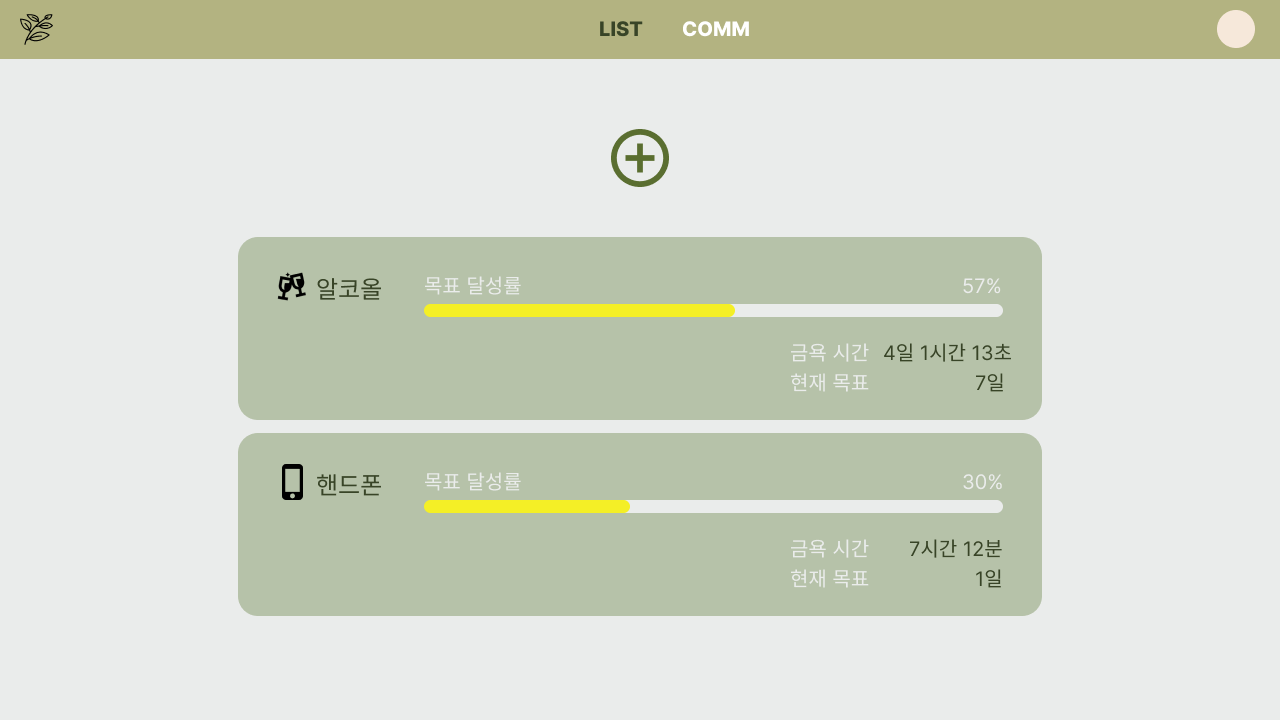 LIST COMM
알코올
목표 달성률 57%
금욕 시간 4일 1시간 13초
현재 목표 7일
핸드폰
목표 달성률 30%
금욕 시간 7시간 12분
현재 목표 1일